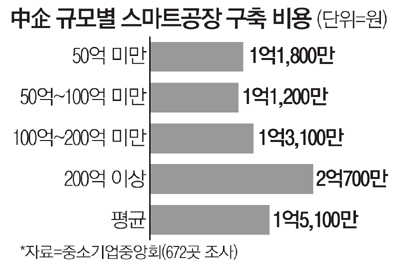 中企 규모별 스마트공장 구축 비용 (단위=원)
50억 미만 1억1,800만
50억~100억 미만 1억1,200만
100억~200억 미만 1억3,100만
200억 이상 2억700만
평균 1억5,100만
*자료=중소기업중앙회(672곳 조사)